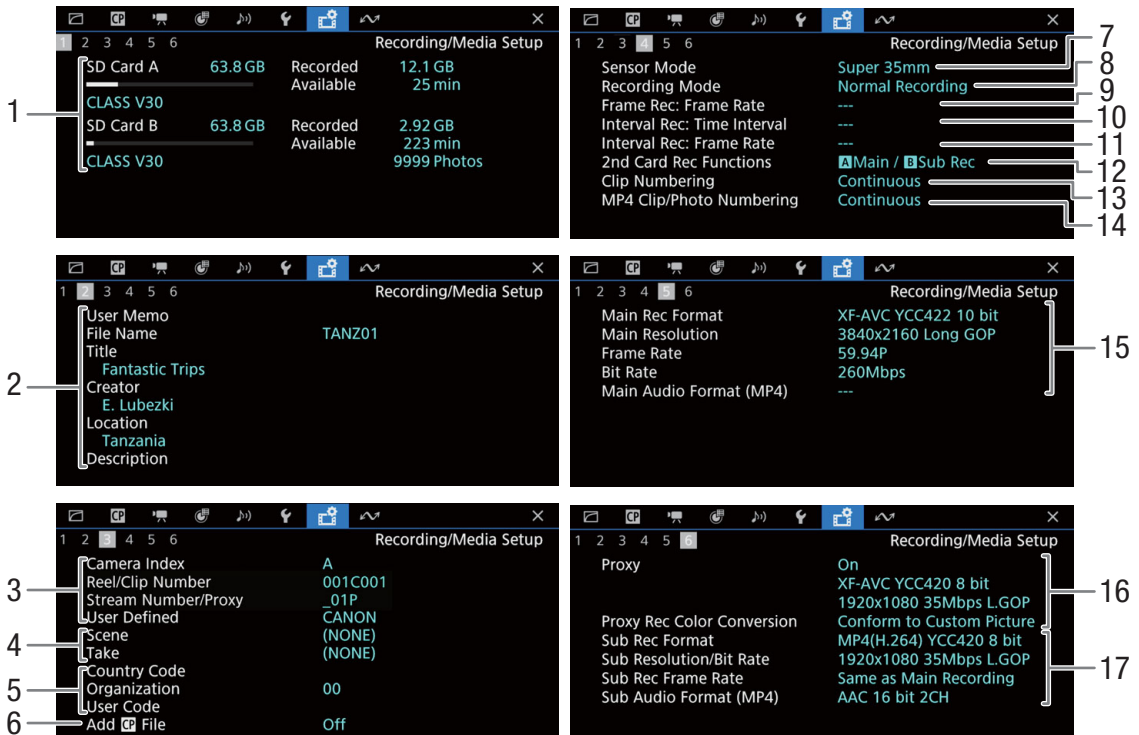 CP
1 2 3 4 5 6 Recording/Media Setup
SD Card A 63.8 GB Recorded 12.1 GB
Available 25 min
CLASS V30
SD Card B 63.8 GB Recorded 2.92 GB
Available 223 min
CLASS V30 9999 Photos
1
CP
1 2 3 4 5 6 Recording/Media Setup
Sensor Mode Super 35mm
Recording Mode Normal Recording
Frame Rec: Frame Rate ---
Interval Rec: Time Interval ---
Interval Rec: Frame Rate ---
2nd Card Rec Functions A Main / B Sub Rec
Clip Numbering Continuous
MP4 Clip/Photo Numbering Continuous
7
8
9
10
11
12
13
14
CP
1 2 3 4 5 6 Recording/Media Setup
User Memo
File Name TANZ01
Title
Fantastic Trips
Creator
E. Lubezki
Location
Tanzania
Description
2
CP
1 2 3 4 5 6 Recording/Media Setup
Main Rec Format XF-AVC YCC422 10 bit
Main Resolution 3840x2160 Long GOP
Frame Rate 59.94P
Bit Rate 260Mbps
Main Audio Format (MP4) ---
15
CP
1 2 3 4 5 6 Recording/Media Setup
Camera Index A
Reel/Clip Number 001C001
Stream Number/Proxy _01P
User Defined CANON
Scene (NONE)
Take (NONE)
Country Code
Organization 00
User Code
Add CP File Off
3
4
5
6
CP
1 2 3 4 5 6 Recording/Media Setup
Proxy On
XF-AVC YCC420 8 bit
1920x1080 35Mbps L.GOP
Proxy Rec Color Conversion Conform to Custom Picture
Sub Rec Format MP4(H.264) YCC420 8 bit
Sub Resolution/Bit Rate 1920x1080 35Mbps L.GOP
Sub Rec Frame Rate Same as Main Recording
Sub Audio Format (MP4) AAC 16 bit 2CH
16
17